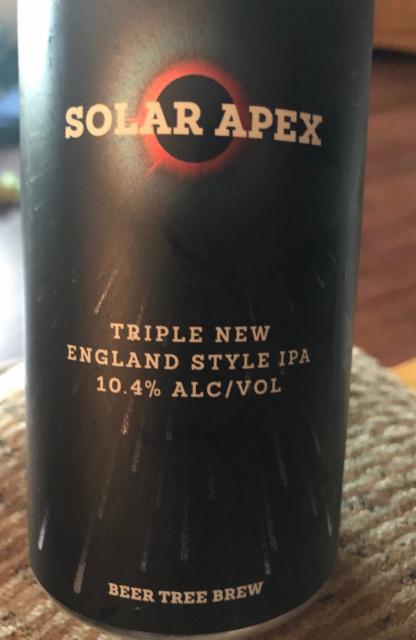 SOLAR APEX
TRIPLE NEW
ENGLAND STYLE IPA
10.4% ALC/VOL
BEER TREE BREW